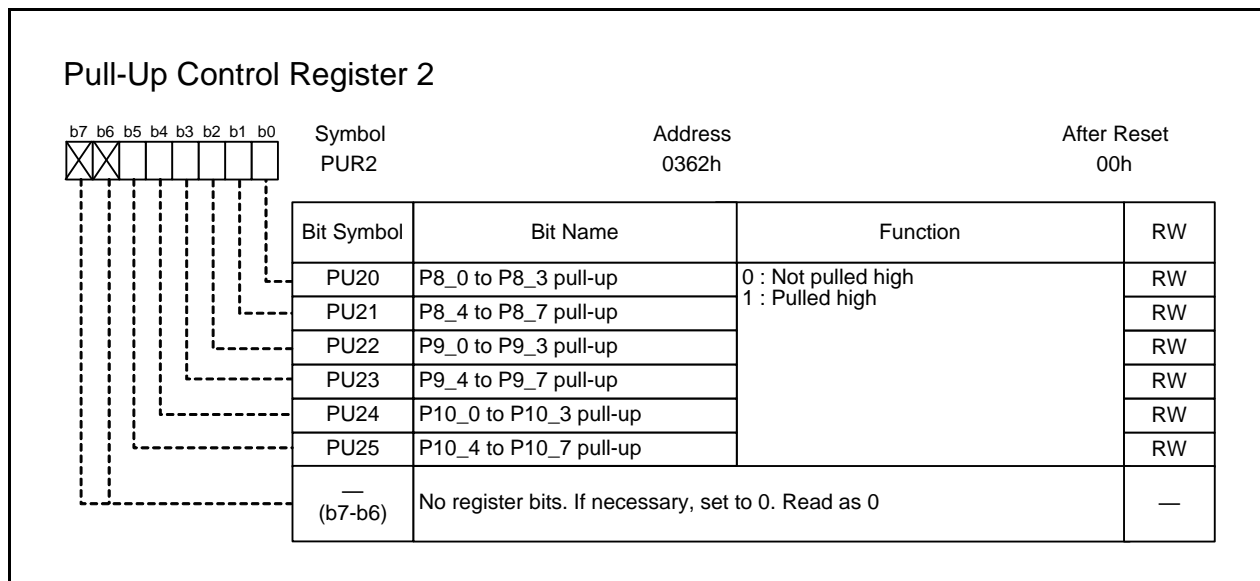 Pull-Up Control Register 2
b7 b6 b5 b4 b3 b2 b1 b0
Symbol Address After Reset
PUR2 0362h 00h
Bit Symbol Bit Name Function RW
PU20 P8_0 to P8_3 pull-up 0 : Not pulled high RW
1 : Pulled high
PU21 P8_4 to P8_7 pull-up RW
PU22 P9_0 to P9_3 pull-up RW
PU23 P9_4 to P9_7 pull-up RW
PU24 P10_0 to P10_3 pull-up RW
PU25 P10_4 to P10_7 pull-up RW
—
(b7-b6) No register bits. If necessary, set to 0. Read as 0 —